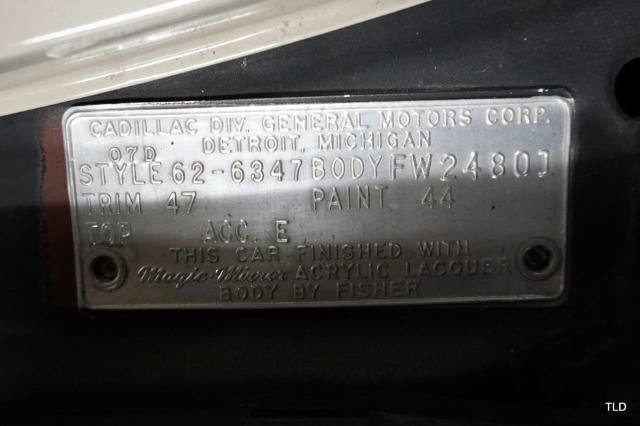 CADILLAC DIV. GENERAL MOTORS CORP.
DETROIT, MICHIGAN
07D
STYLE 62-6347 BODY FW 24801
TRIM 47 PAINT 44
TOP ACC. E
THIS CAR FINISHED WITH
Magic-Mirror ACRYLIC LACQUER
BODY BY FISHER
TLD